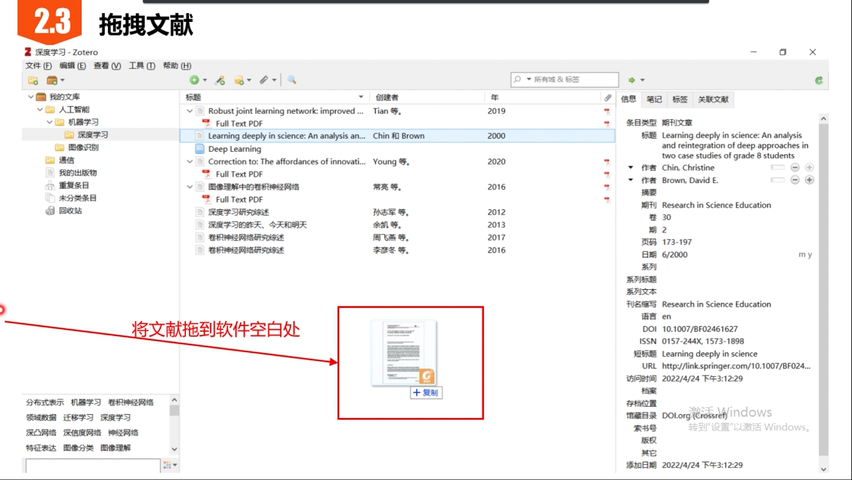 2.3 拖拽文献
深度学习 - Zotero
文件(F) 编辑(E) 查看(V) 工具(T) 帮助(H)
所有域 & 标签
我的文库
人工智能
机器学习
深度学习
图像识别
通信
我的出版物
重复条目
未分类条目
回收站
标题 创建者 年
Robust joint learning network: improved ... Tian 等。 2019
Full Text PDF
Learning deeply in science: An analysis an... Chin 和 Brown 2000
Deep Learning
Correction to: The affordances of innovati... Young 等。 2020
Full Text PDF
图像理解中的卷积神经网络 常亮 等。 2016
Full Text PDF
深度学习研究综述 孙志军 等。 2012
深度学习的昨天、今天和明天 余凯 等。 2013
卷积神经网络研究综述 周飞燕 等。 2017
卷积神经网络研究综述 李彦冬 等。 2016
将文献拖到软件空白处
复制
分布式表示 机器学习 卷积神经网络
领域数据 迁移学习 深度学习
深凸网络 深信度网络 神经网络
特征表达 图像分类 图像理解
信息 笔记 标签 关联文献
条目类型 期刊文章
标题 Learning deeply in science: An analysis
and reintegration of deep approaches in
two case studies of grade 8 students
作者 Chin, Christine
作者 Brown, David E.
摘要
期刊 Research in Science Education
卷 30
期 2
页码 173-197
日期 6/2000 m y
系列
系列标题
系列文本
刊名缩写 Research in Science Education
语言 en
DOI 10.1007/BF02461627
ISSN 0157-244X, 1573-1898
短标题 Learning deeply in science
URL http://link.springer.com/10.1007/BF024...
访问时间 2022/4/24 下午3:12:29
档案
存档位置
馆藏目录 DOI.org (Crossref)
索书号
版权
其它
添加日期 2022/4/24 下午3:12:29
激活 Windows
转到"设置"以激活 Windows。